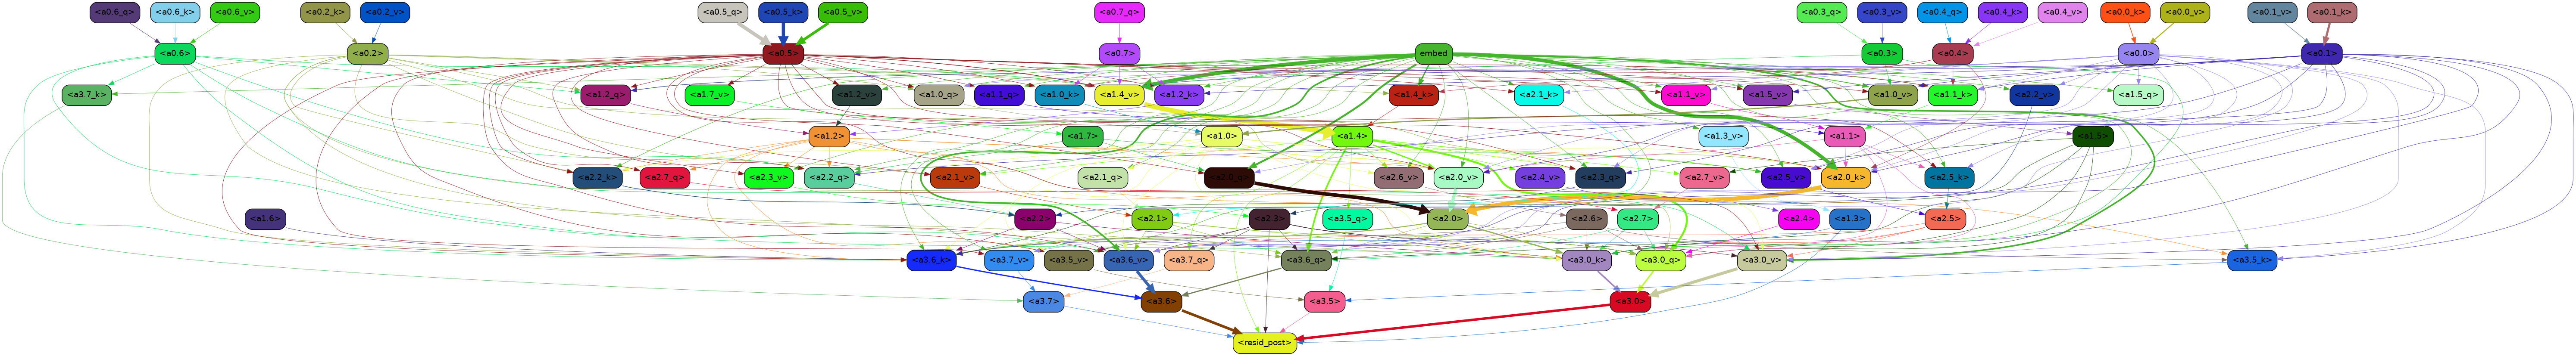 <a0.6_q> <a0.6_k> <a0.6_v> <a0.2_k> <a0.2_v> <a0.5_q> <a0.5_k> <a0.5_v> <a0.7_q> <a0.3_q> <a0.3_v> <a0.4_q> <a0.4_k> <a0.4_v> <a0.0_k> <a0.0_v> <a0.1_v> <a0.1_k>
<a0.6> <a0.2> <a0.5> <a0.7> embed <a0.3> <a0.4> <a0.0> <a0.1>
<a3.7_k> <a1.2_q> <a1.7_v> <a1.2_v> <a1.0_q> <a1.1_q> <a1.0_k> <a1.4_v> <a1.2_k> <a1.4_k> <a2.1_k> <a1.1_v> <a1.5_v> <a1.0_v> <a1.1_k> <a2.2_v> <a1.5_q>
<a1.2> <a1.7> <a1.0> <a1.4> <a1.3_v> <a1.1> <a1.5>
<a2.2_k> <a2.7_q> <a2.3_v> <a2.2_q> <a2.1_v> <a2.1_q> <a2.0_q> <a2.6_v> <a2.0_v> <a2.4_v> <a2.3_q> <a2.7_v> <a2.5_v> <a2.0_k> <a2.5_k>
<a1.6> <a2.2> <a2.1> <a2.3> <a3.5_q> <a2.0> <a2.6> <a2.7> <a2.4> <a1.3> <a2.5>
<a3.6_k> <a3.7_v> <a3.5_v> <a3.6_v> <a3.7_q> <a3.6_q> <a3.0_k> <a3.0_q> <a3.0_v> <a3.5_k>
<a3.7> <a3.6> <a3.5> <a3.0>
<resid_post>